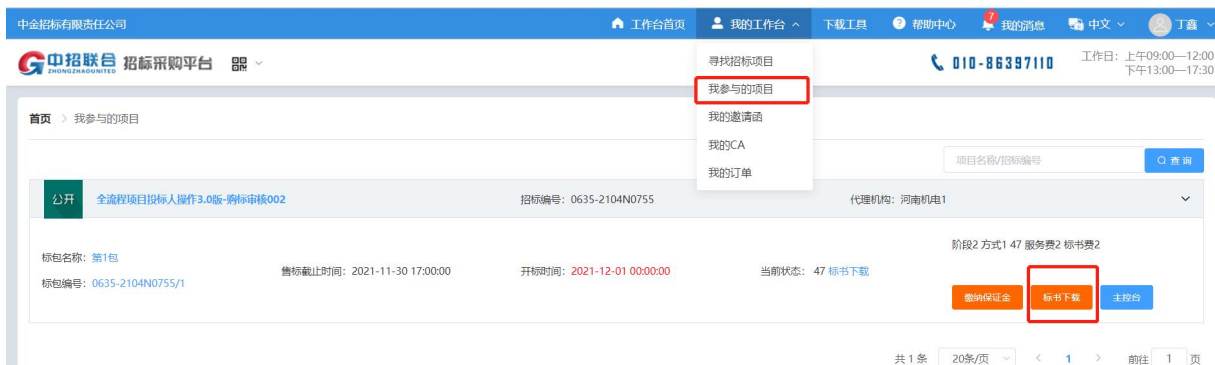 中金招标有限责任公司 工作台首页 我的工作台 下载工具 帮助中心 7 我的消息 中文 丁鑫
中招联合 招标采购平台 010-86397110 工作日：上午09:00—12:00
ZHONGZHAOUNITED 下午13:00—17:30
寻找招标项目
我参与的项目
我的邀请函
我的CA
我的订单
首页 > 我参与的项目
项目名称/招标编号 查询
公开 全流程项目投标人操作3.0版-购标审核002 招标编号：0635-2104N0755 代理机构：河南机电1
阶段2 方式1 47 服务费2 标书费2
标包名称：第1包
售标截止时间：2021-11-30 17:00:00 开标时间：2021-12-01 00:00:00 当前状态：47 标书下载
标包编号：0635-2104N0755/1
缴纳保证金 标书下载 主控台
共1条 20条/页 < 1 > 前往 1 页